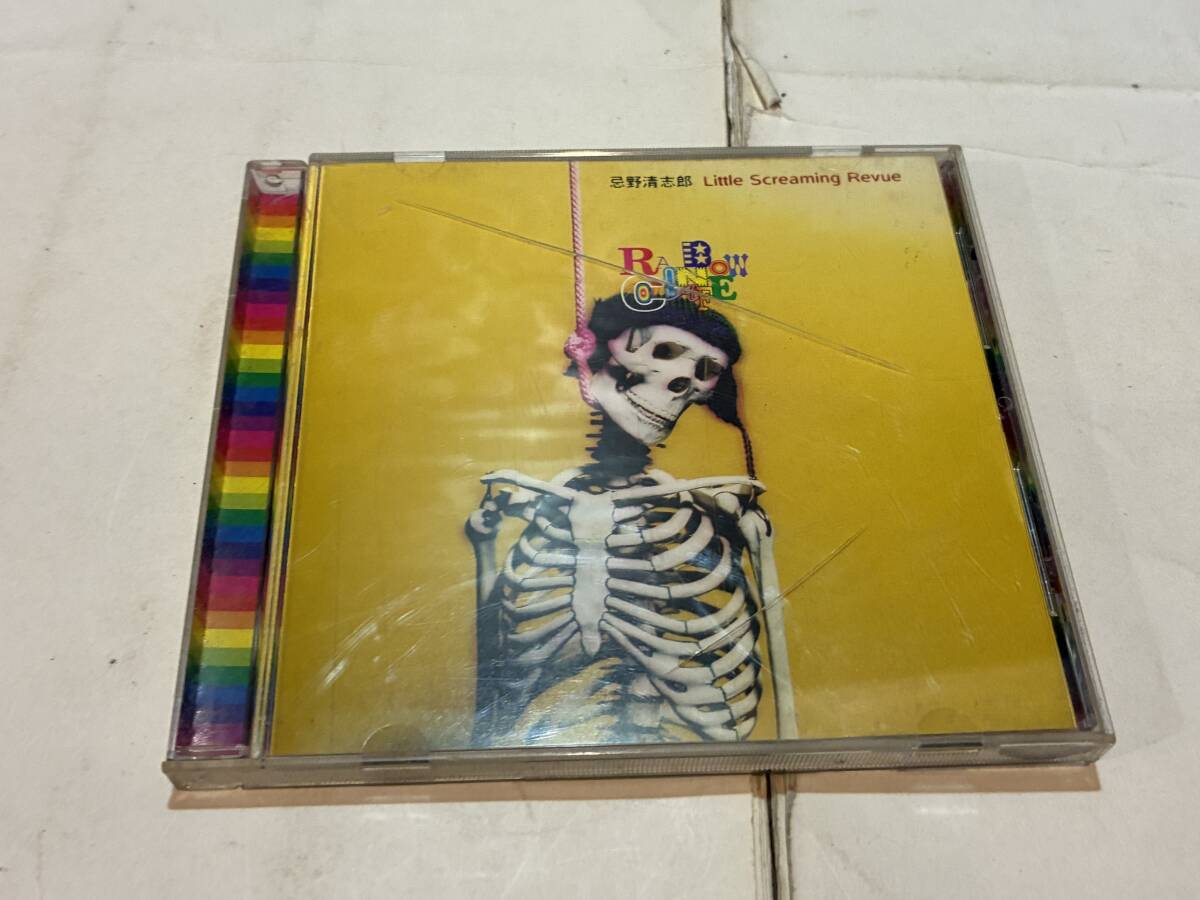 忌野清志郎 Little Screaming Revue
RAINBOW
CAFE